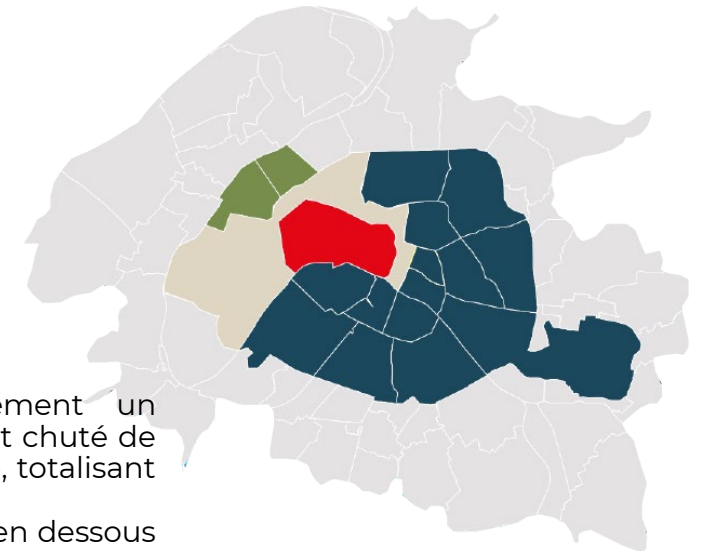 ement un
t chuté de
, totalisant
en dessous